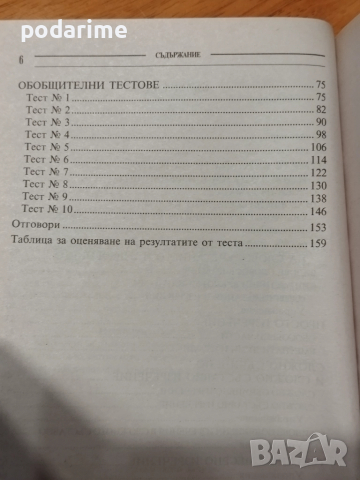 podarime
6 СЪДЪРЖАНИЕ
ОБОБЩИТЕЛНИ ТЕСТОВЕ ........ 75
Тест № 1 ........ 75
Тест № 2 ........ 82
Тест № 3 ........ 90
Тест № 4 ........ 98
Тест № 5 ........ 106
Тест № 6 ........ 114
Тест № 7 ........ 122
Тест № 8 ........ 130
Тест № 9 ........ 138
Тест № 10 ........ 146
Отговори ........ 153
Таблица за оценяване на резултатите от теста ........ 159
BAZAR